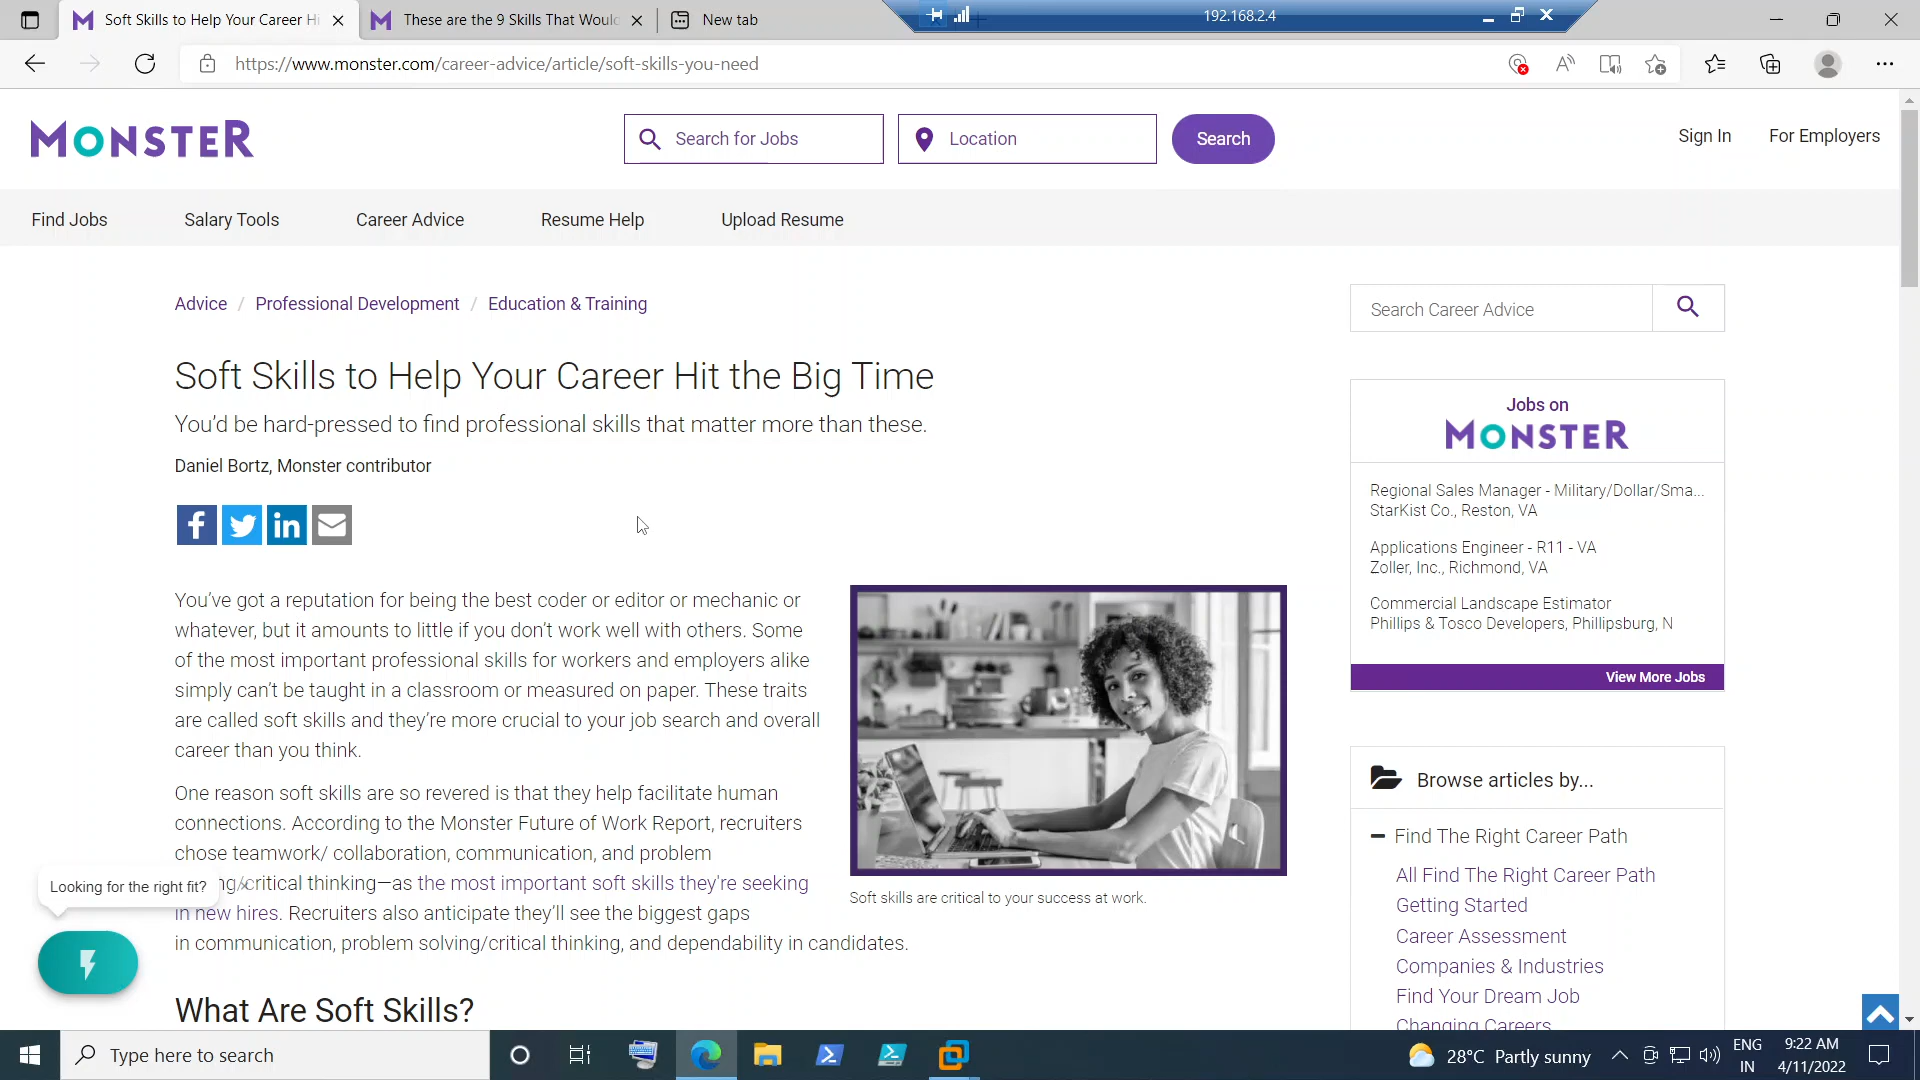 Soft Skills to Help Your Career Hi
These are the 9 Skills That Would
New tab
192.168.2.4
https://www.monster.com/career-advice/article/soft-skills-you-need
MONSTER
Search for Jobs
Location
Search
Sign In
For Employers
Find Jobs
Salary Tools
Career Advice
Resume Help
Upload Resume
Advice / Professional Development / Education & Training
Search Career Advice
Soft Skills to Help Your Career Hit the Big Time
You'd be hard-pressed to find professional skills that matter more than these.
Daniel Bortz, Monster contributor
You've got a reputation for being the best coder or editor or mechanic or
whatever, but it amounts to little if you don't work well with others. Some
of the most important professional skills for workers and employers alike
simply can't be taught in a classroom or measured on paper. These traits
are called soft skills and they're more crucial to your job search and overall
career than you think.
One reason soft skills are so revered is that they help facilitate human
connections. According to the Monster Future of Work Report, recruiters
chose teamwork/ collaboration, communication, and problem
ng/critical thinking—as the most important soft skills they're seeking
in new hires. Recruiters also anticipate they'll see the biggest gaps
in communication, problem solving/critical thinking, and dependability in candidates.
Soft skills are critical to your success at work.
What Are Soft Skills?
Looking for the right fit?
Jobs on
MONSTER
Regional Sales Manager - Military/Dollar/Sma...
StarKist Co., Reston, VA
Applications Engineer - R11 - VA
Zoller, Inc., Richmond, VA
Commercial Landscape Estimator
Phillips & Tosco Developers, Phillipsburg, N
View More Jobs
Browse articles by...
Find The Right Career Path
All Find The Right Career Path
Getting Started
Career Assessment
Companies & Industries
Find Your Dream Job
Changing Careers
Type here to search
28°C Partly sunny
ENG
IN
9:22 AM
4/11/2022